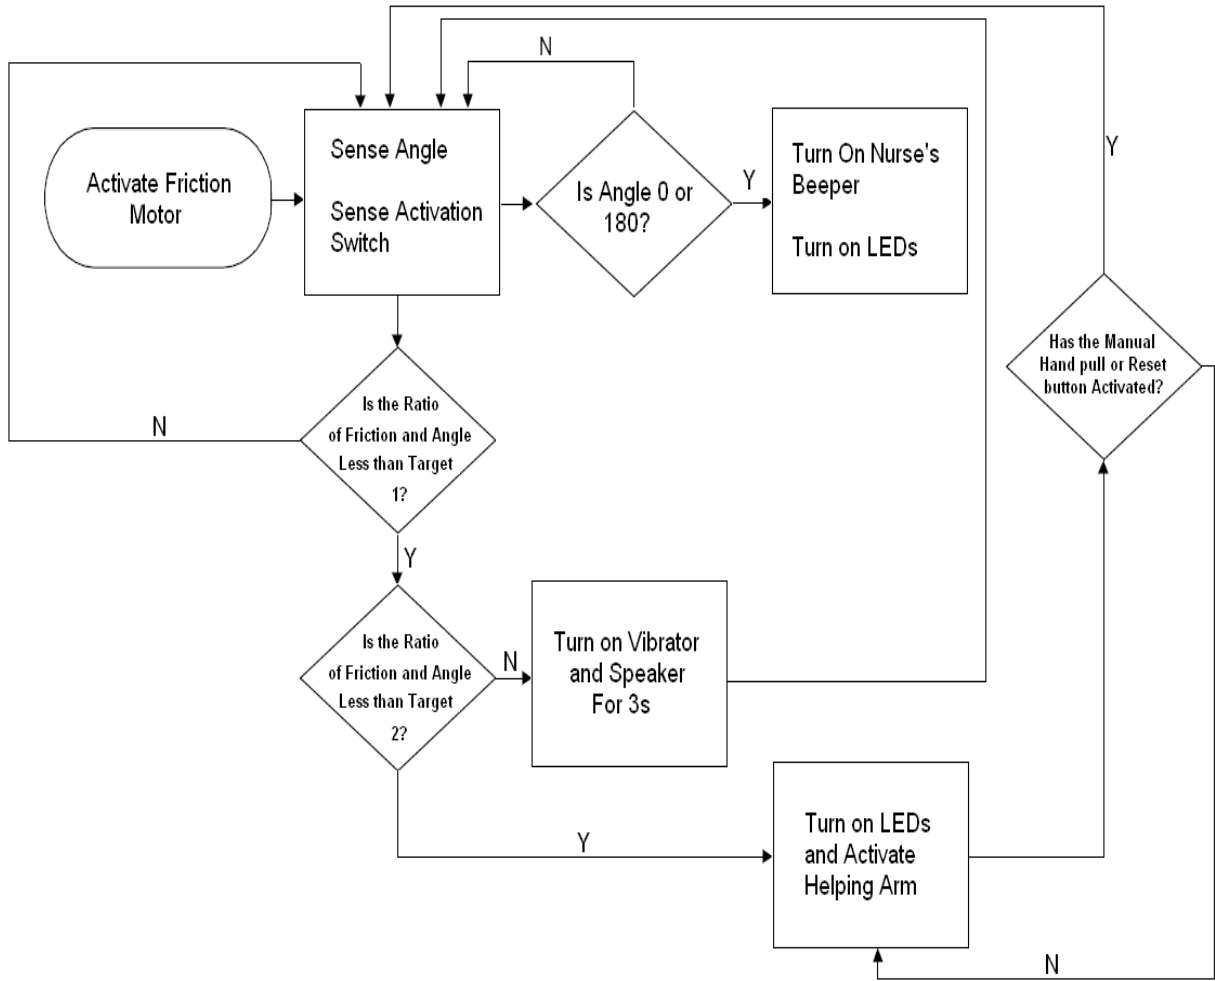 N
Activate Friction
Motor
Sense Angle
Sense Activation
Switch
Is Angle 0 or
180?
Y
Turn On Nurse's
Beeper
Turn on LEDs
Y
Has the Manual
Hand pull or Reset
button Activated?
N
Is the Ratio
of Friction and Angle
Less than Target
1?
Y
Is the Ratio
of Friction and Angle
Less than Target
2?
N
Turn on Vibrator
and Speaker
For 3s
Y
Turn on LEDs
and Activate
Helping Arm
N